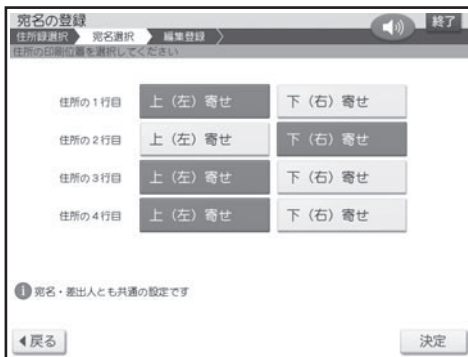 宛名の登録
終了
住所録選択 宛名選択 編集登録
住所の印刷位置を選択してください
住所の1行目 上（左）寄せ 下（右）寄せ
住所の2行目 上（左）寄せ 下（右）寄せ
住所の3行目 上（左）寄せ 下（右）寄せ
住所の4行目 上（左）寄せ 下（右）寄せ
i 宛名・差出人とも共通の設定です
戻る 決定